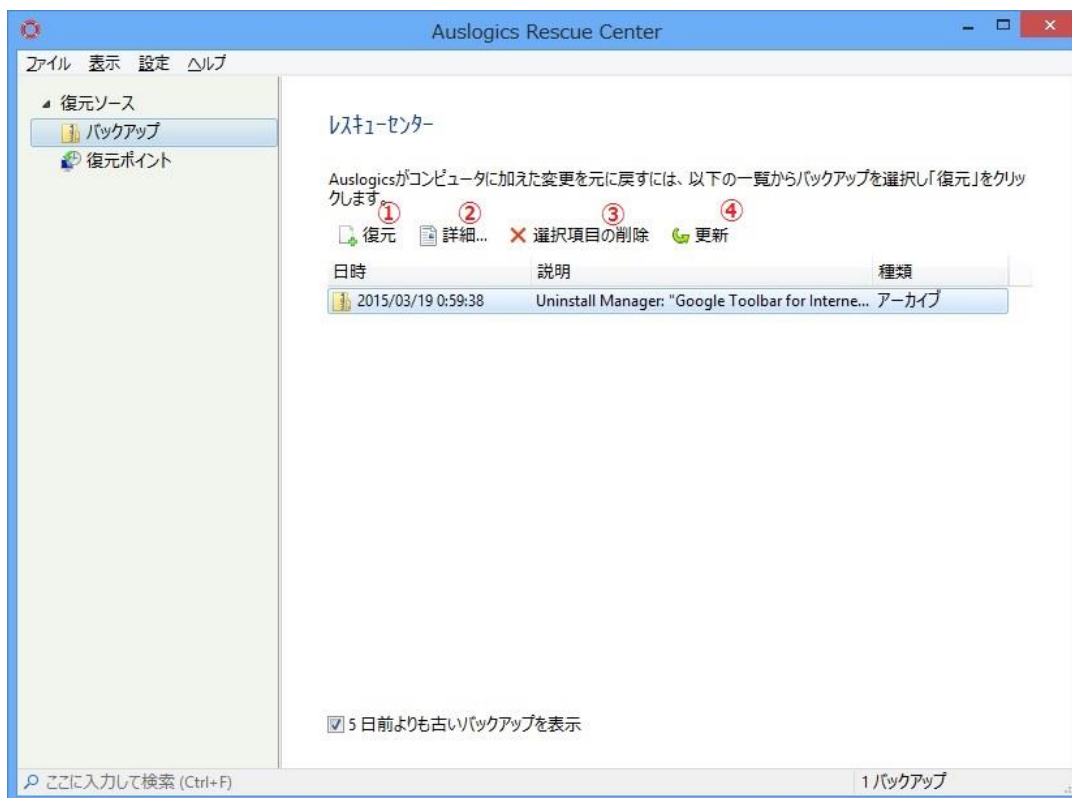 Auslogics Rescue Center
ファイル 表示 設定 ヘルプ
復元ソース
バックアップ
復元ポイント
レスキューセンター
Auslogicsがコンピュータに加えた変更を元に戻すには、以下の一覧からバックアップを選択し「復元」をクリッ
クします。
① ② ③ ④
復元 詳細... 選択項目の削除 更新
日時 説明 種類
2015/03/19 0:59:38 Uninstall Manager: "Google Toolbar for Interne... アーカイブ
5 日前よりも古いバックアップを表示
ここに入力して検索 (Ctrl+F) 1 バックアップ